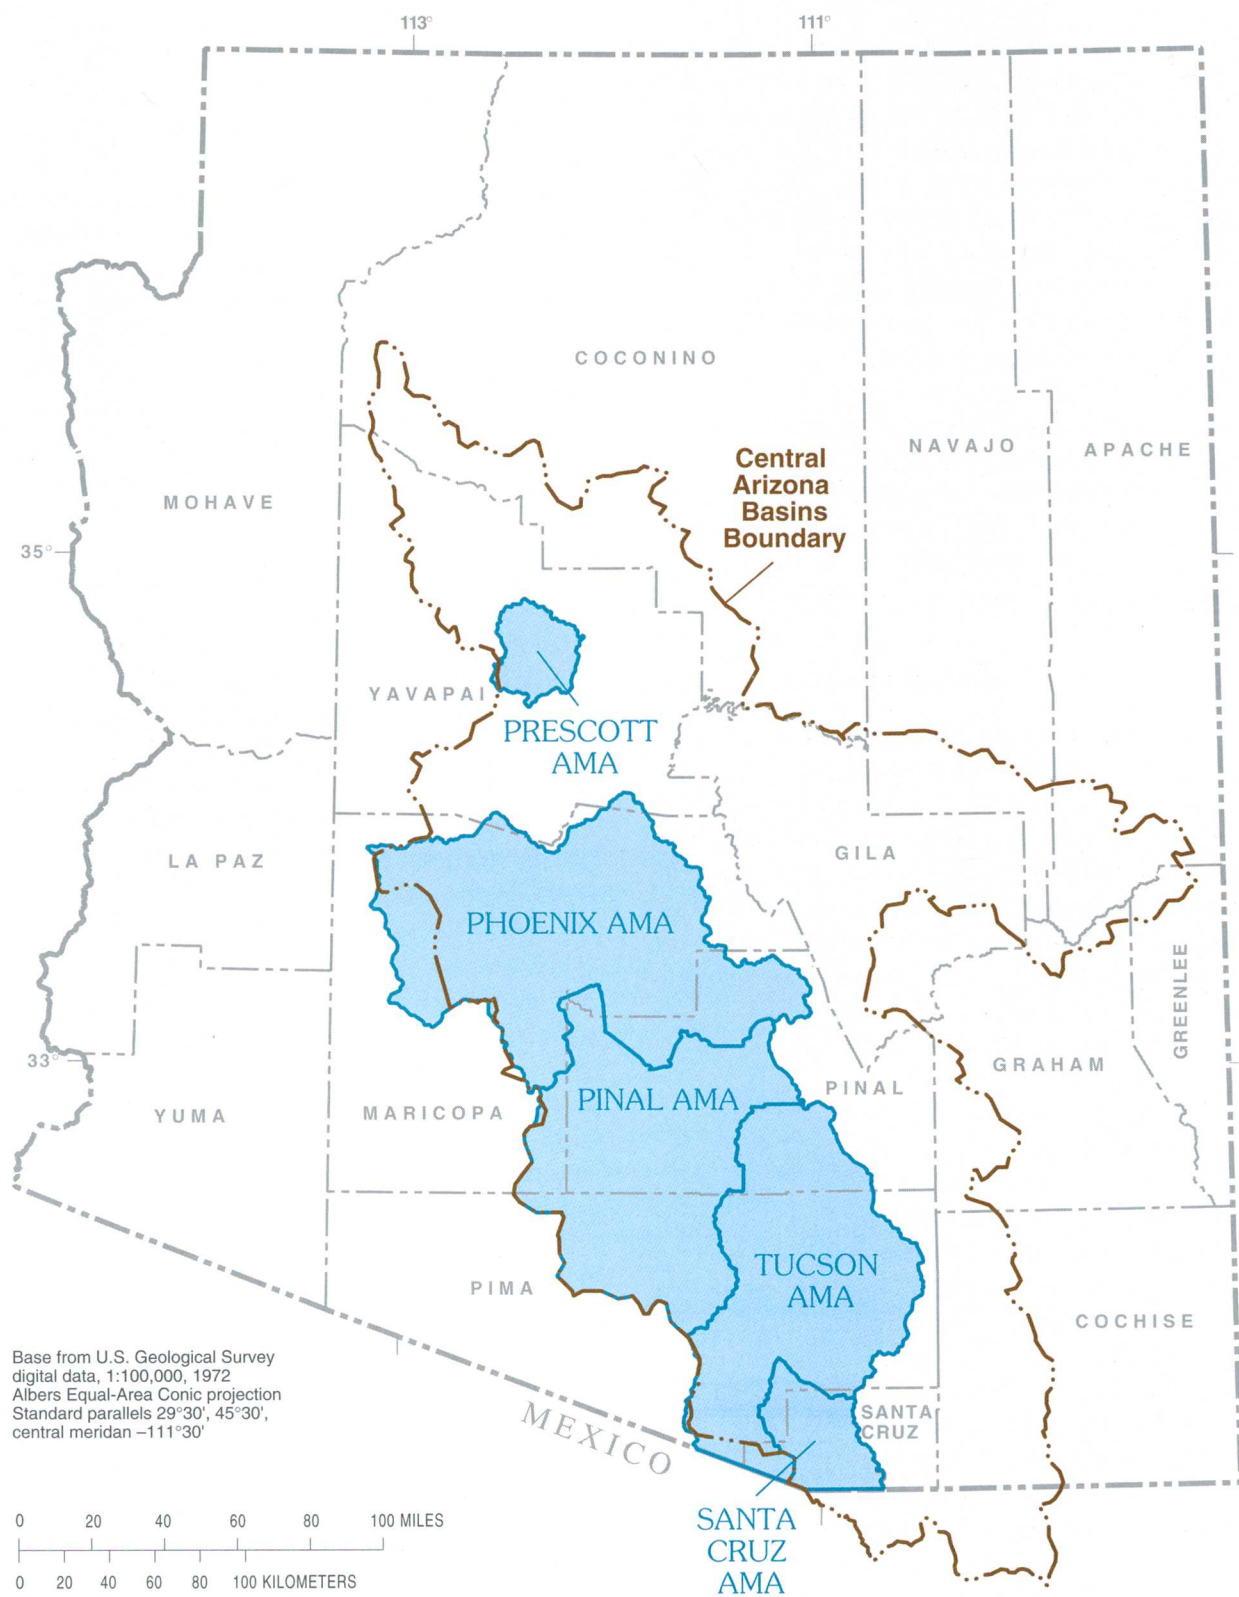 113°
111°
COCONINO
NAVAJO
APACHE
Central
Arizona
Basins
Boundary
MOHAVE
35°
YAVAPAI
PRESCOTT
AMA
LA PAZ
GILA
PHOENIX AMA
GREENLEE
33°
GRAHAM
PINAL AMA
PINAL
YUMA
MARICOPA
TUCSON
AMA
PIMA
COCHISE
Base from U.S. Geological Survey
digital data, 1:100,000, 1972
Albers Equal-Area Conic projection
Standard parallels 29°30', 45°30',
central meridian –111°30'
MEXICO
SANTA
CRUZ
SANTA
CRUZ
AMA
0 20 40 60 80 100 MILES
0 20 40 60 80 100 KILOMETERS